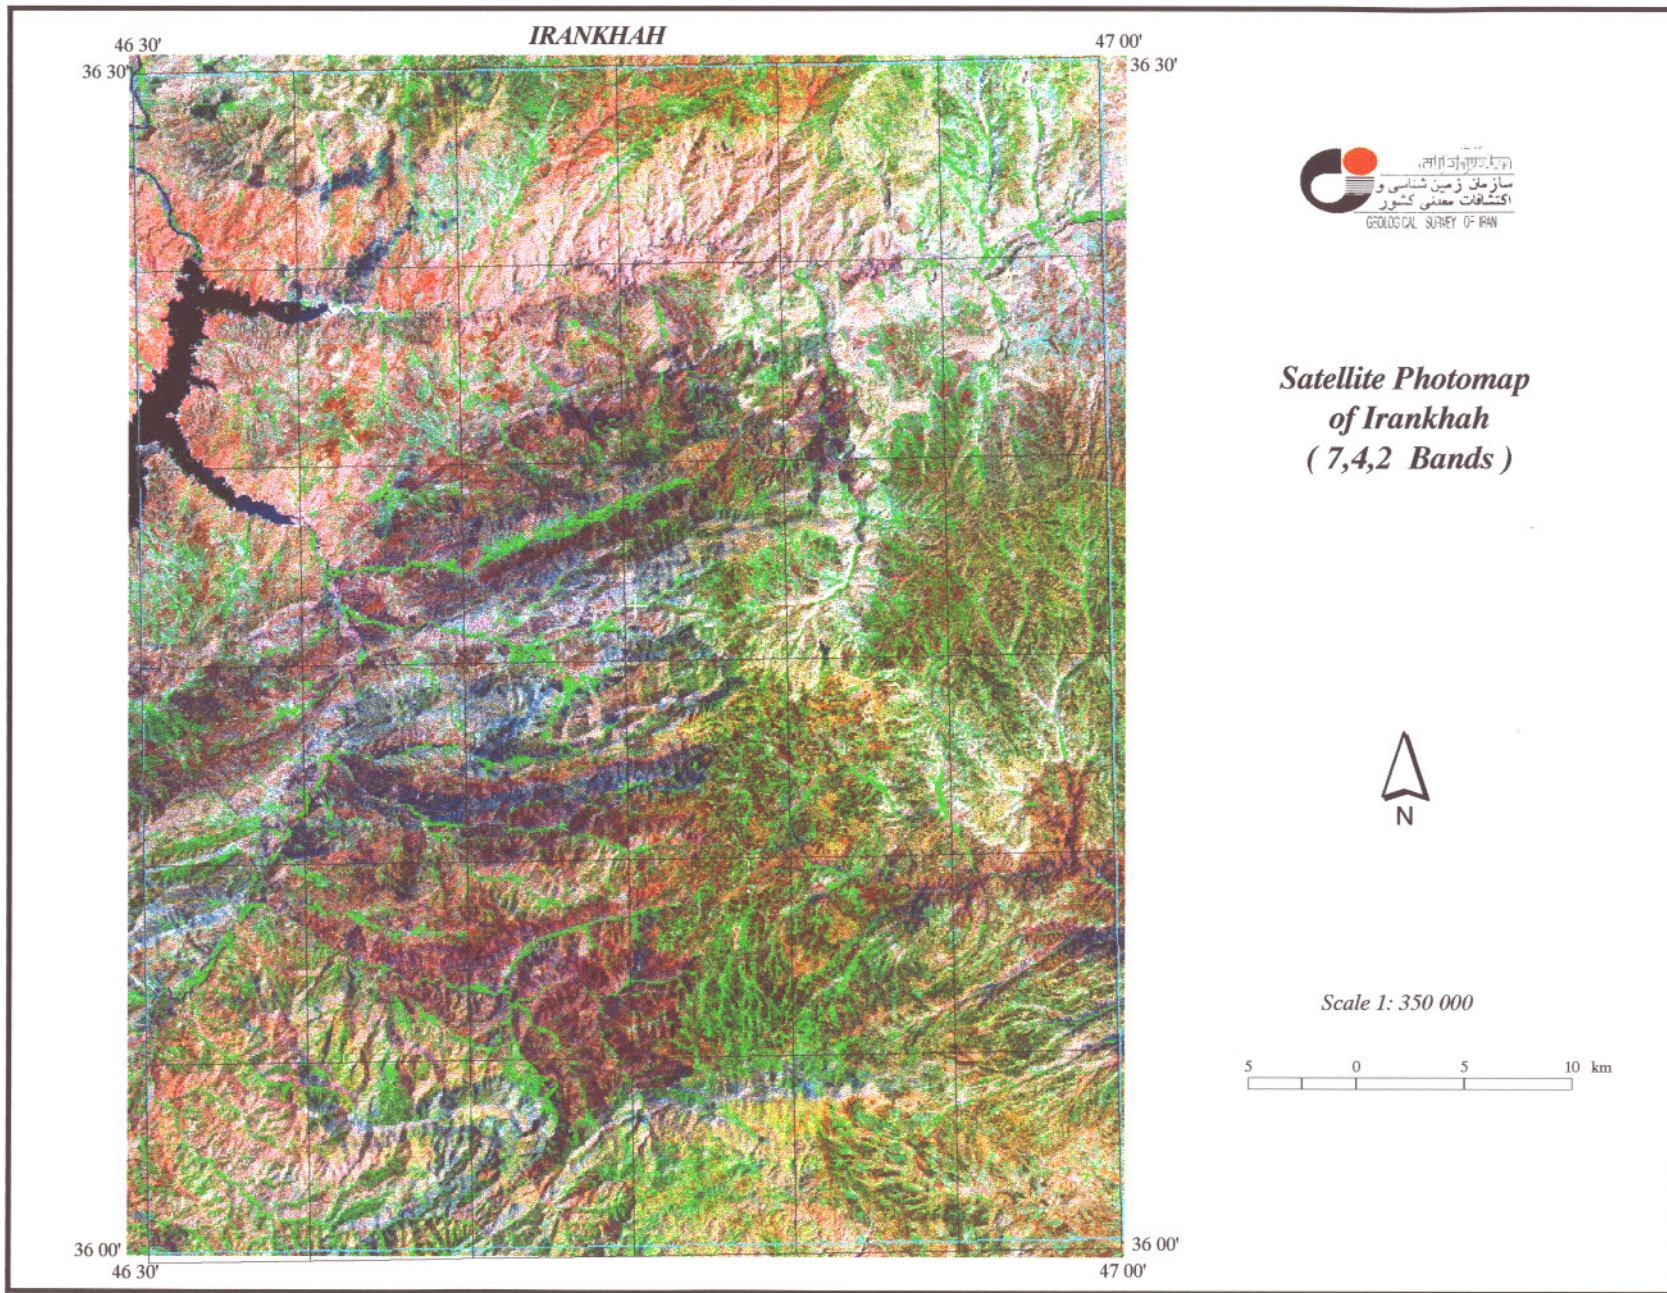 IRANKHAH
46 30'
47 00'
36 30'
36 30'
سازمان زمین شناسی و
اکتشافات معدنی کشور
GEOLOGICAL SURVEY OF IRAN
Satellite Photomap
of Irankhah
( 7,4,2 Bands )
N
Scale 1: 350 000
5 0 5 10 km
36 00'
36 00'
46 30'
47 00'